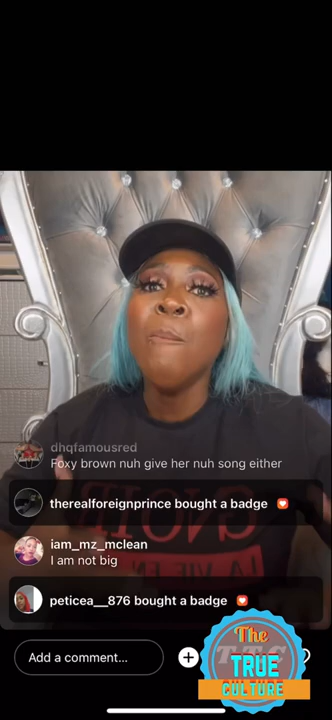 dhqfamousred
Foxy brown nuh give her nuh song either
therealforeignprince bought a badge
iam_mz_mclean
I am not big
peticea__876 bought a badge
Add a comment...
The
T.T.C
TRUE
CULTURE